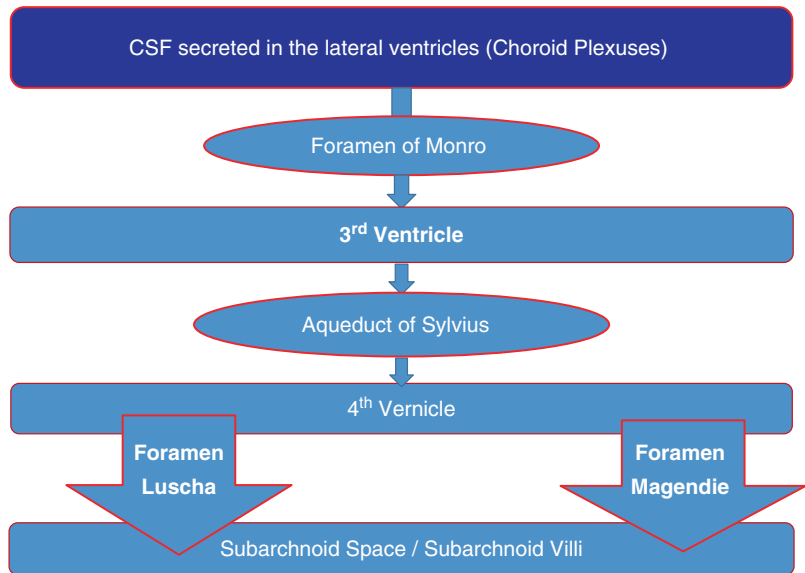 CSF secreted in the lateral ventricles (Choroid Plexuses)
Foramen of Monro
3rd Ventricle
Aqueduct of Sylvius
4th Vernicle
Foramen
Luscha
Foramen
Magendie
Subarchnoid Space / Subarchnoid Villi